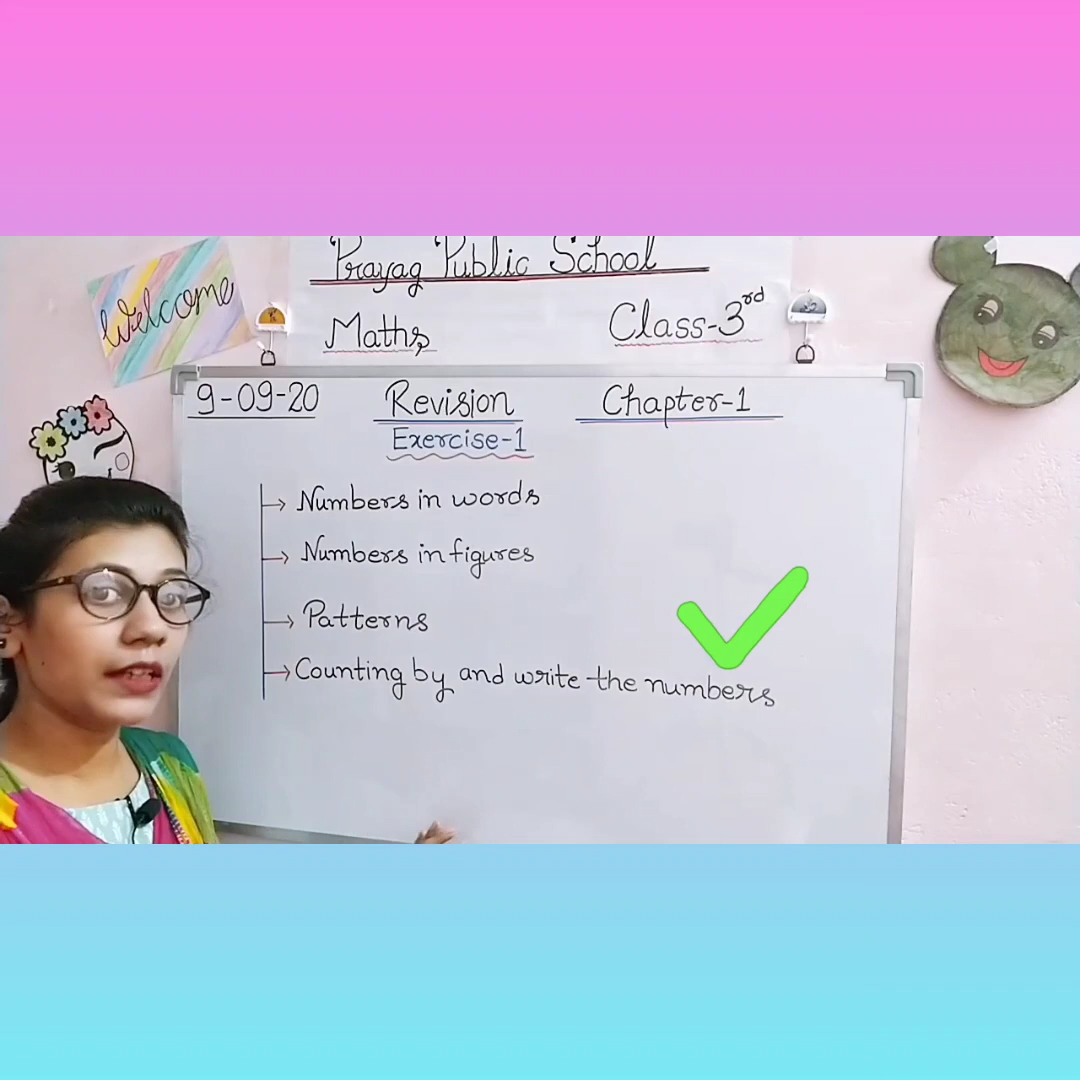 Prayag Public School
Welcome
Maths
Class-3rd
9-09-20
Revision
Chapter-1
Exercise-1
→ Numbers in words
→ Numbers in figures
→ Patterns
→ Counting by and write the numbers